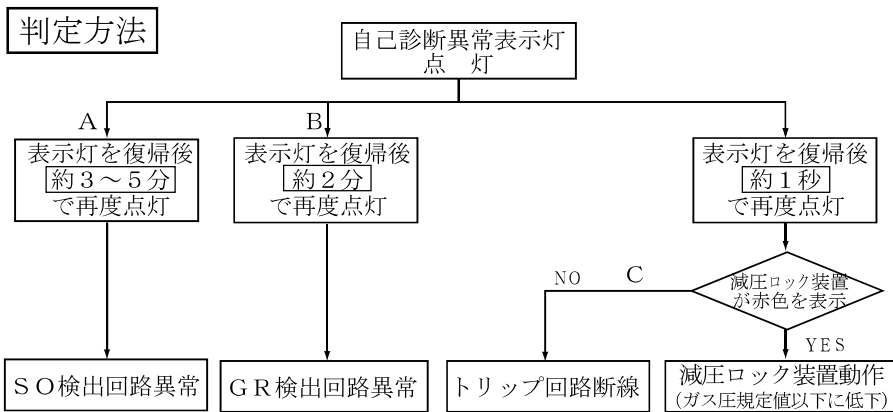 判定方法
自己診断異常表示灯
点　灯
A
B
表示灯を復帰後
約３～５分
で再度点灯
表示灯を復帰後
約２分
で再度点灯
表示灯を復帰後
約１秒
で再度点灯
NO
C
減圧ロック装置
が赤色を表示
YES
ＳＯ検出回路異常
ＧＲ検出回路異常
トリップ回路断線
減圧ロック装置動作
(ガス圧規定値以下に低下)